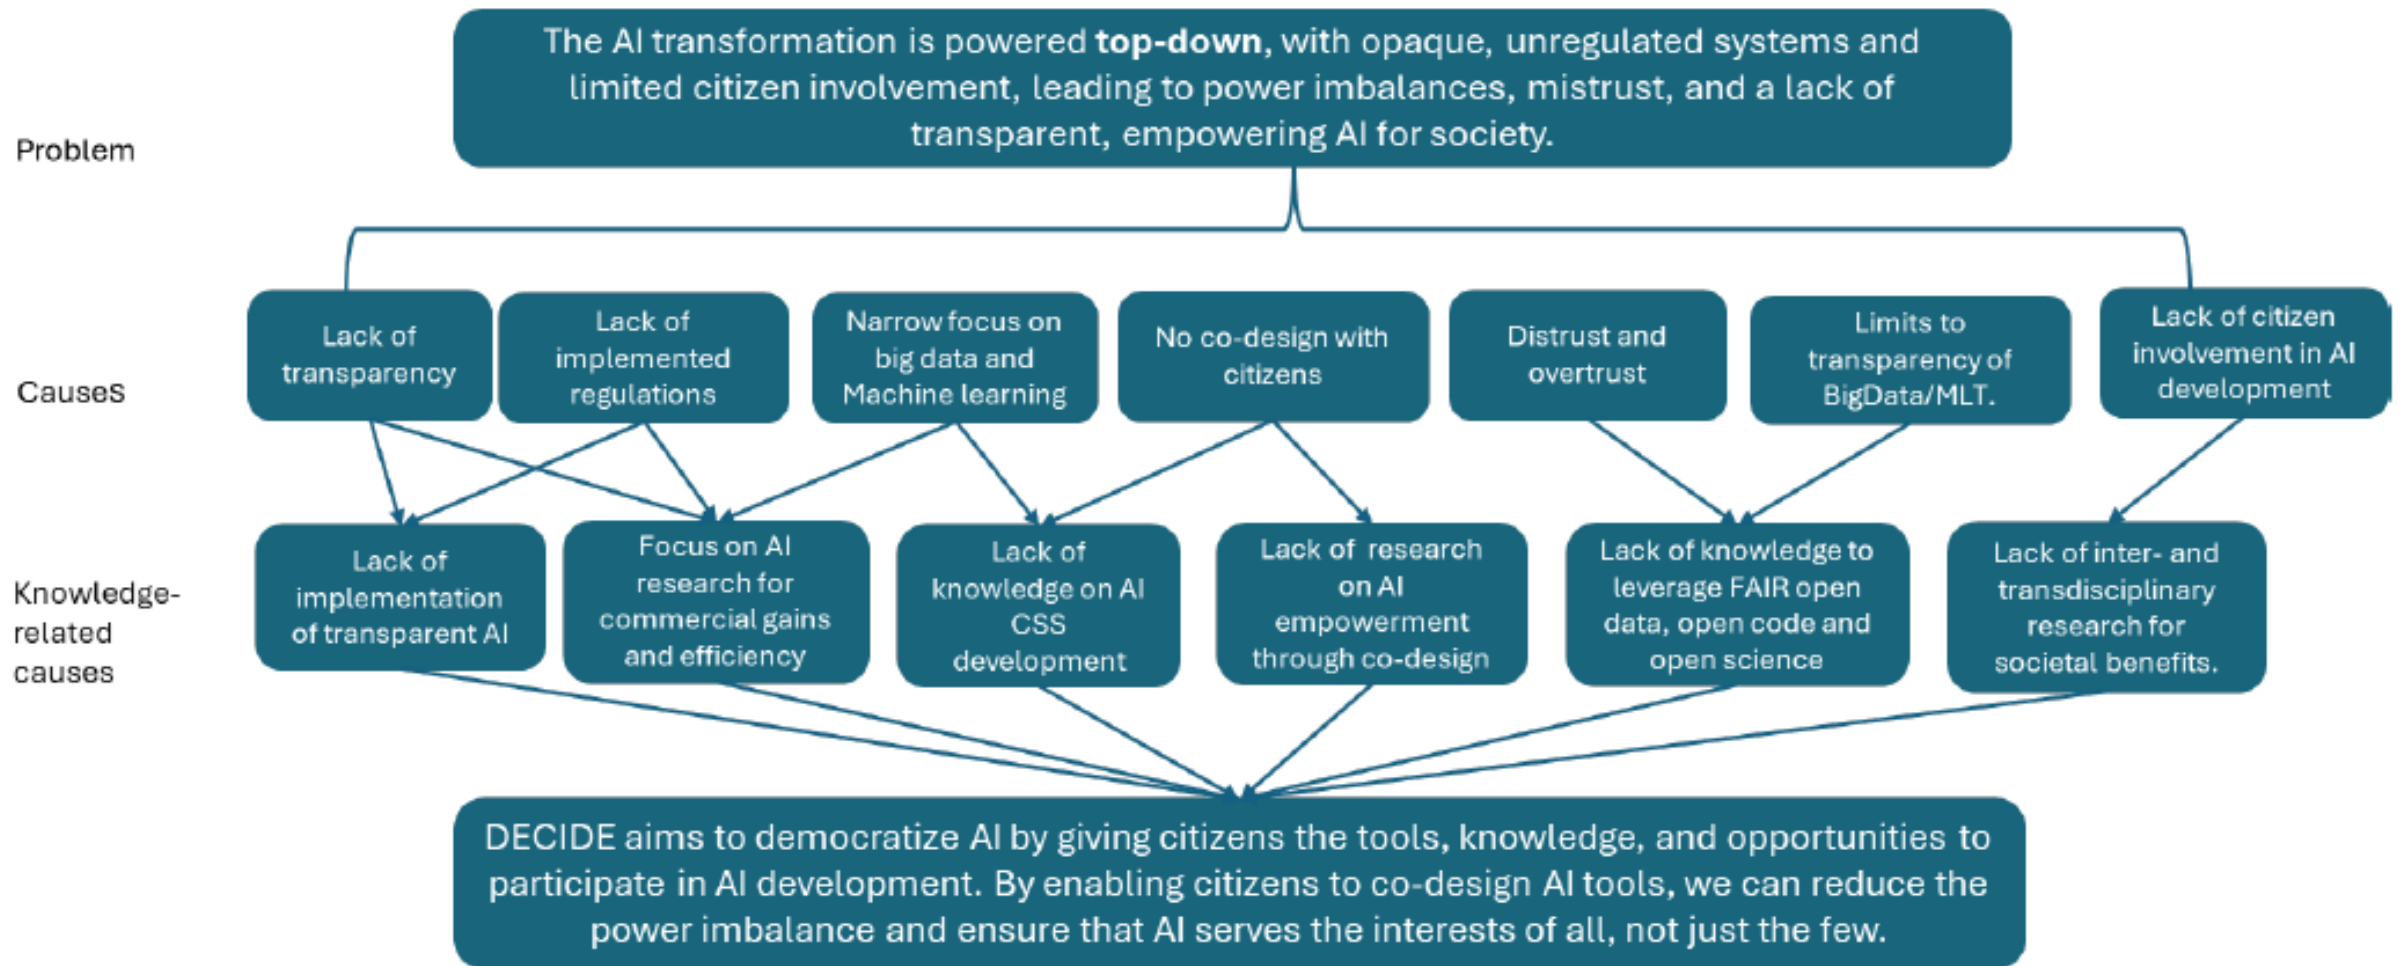 The AI transformation is powered top-down, with opaque, unregulated systems and
limited citizen involvement, leading to power imbalances, mistrust, and a lack of
transparent, empowering AI for society.
Problem
Causes
Lack of
transparency
Lack of
implemented
regulations
Narrow focus on
big data and
Machine learning
No co-design with
citizens
Distrust and
overtrust
Limits to
transparency of
BigData/MLT.
Lack of citizen
involvement in AI
development
Knowledge-
related
causes
Lack of
implementation
of transparent AI
Focus on AI
research for
commercial gains
and efficiency
Lack of
knowledge on AI
CSS
development
Lack of research
on AI
empowerment
through co-design
Lack of knowledge to
leverage FAIR open
data, open code and
open science
Lack of inter- and
transdisciplinary
research for
societal benefits.
DECIDE aims to democratize AI by giving citizens the tools, knowledge, and opportunities to
participate in AI development. By enabling citizens to co-design AI tools, we can reduce the
power imbalance and ensure that AI serves the interests of all, not just the few.